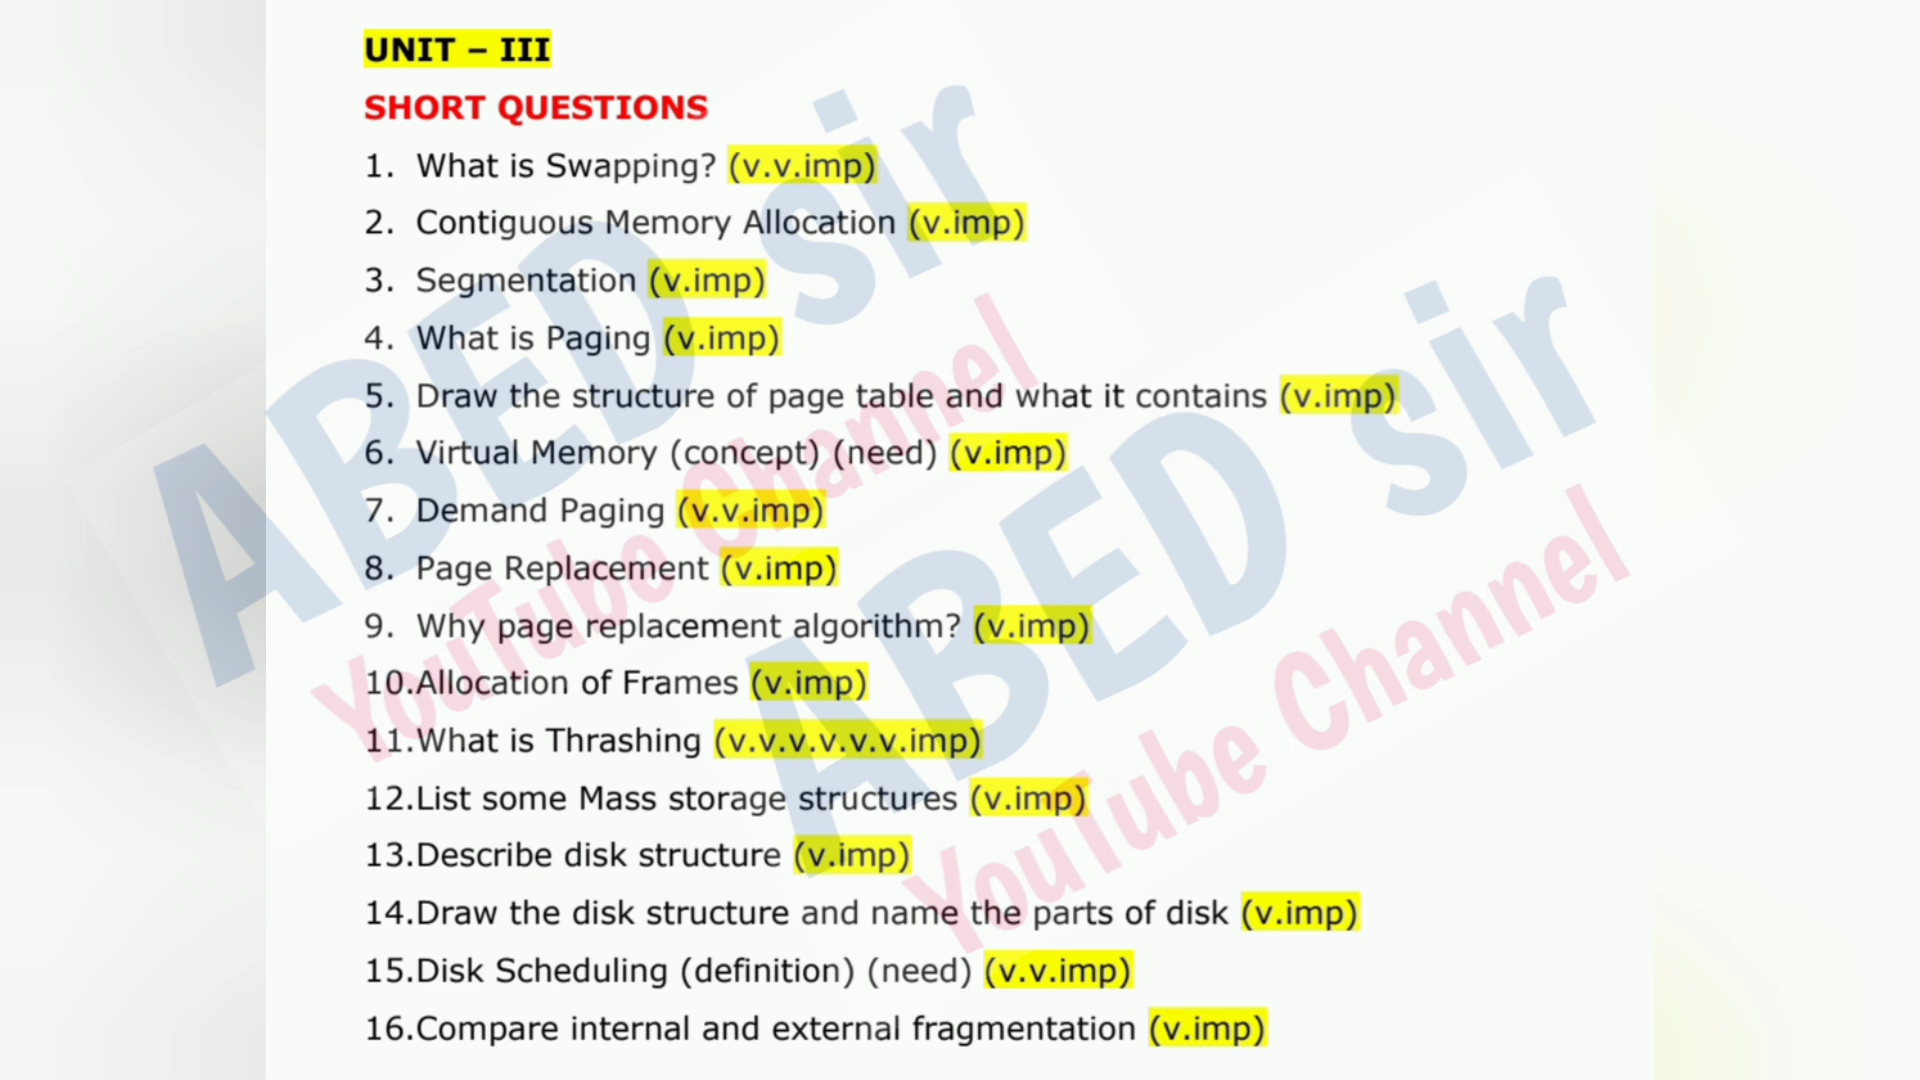 UNIT – III
SHORT QUESTIONS
1. What is Swapping? (v.v.imp)
2. Contiguous Memory Allocation (v.imp)
3. Segmentation (v.imp)
4. What is Paging (v.imp)
5. Draw the structure of page table and what it contains (v.imp)
6. Virtual Memory (concept) (need) (v.imp)
7. Demand Paging (v.v.imp)
8. Page Replacement (v.imp)
9. Why page replacement algorithm? (v.imp)
10.Allocation of Frames (v.imp)
11.What is Thrashing (v.v.v.v.v.v.imp)
12.List some Mass storage structures (v.imp)
13.Describe disk structure (v.imp)
14.Draw the disk structure and name the parts of disk (v.imp)
15.Disk Scheduling (definition) (need) (v.v.imp)
16.Compare internal and external fragmentation (v.imp)
ABED sir
YouTube Channel
ABED sir
YouTube Channel